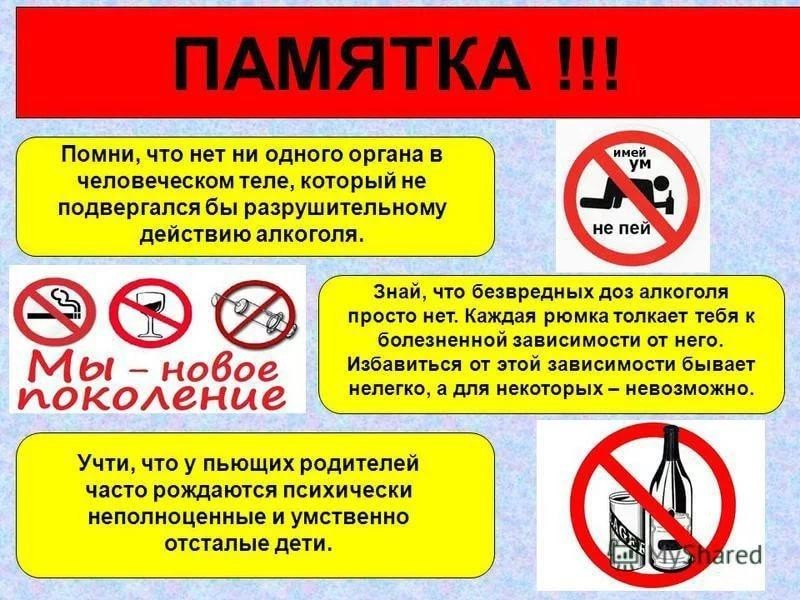 ПАМЯТКА !!!
Помни, что нет ни одного органа в
человеческом теле, который не
подвергался бы разрушительному
действию алкоголя.
имей
ум
не пей
Мы – новое
поколение
Знай, что безвредных доз алкоголя
просто нет. Каждая рюмка толкает тебя к
болезненной зависимости от него.
Избавиться от этой зависимости бывает
нелегко, а для некоторых – невозможно.
Учти, что у пьющих родителей
часто рождаются психически
неполноценные и умственно
отсталые дети.
LAGER
MyShared